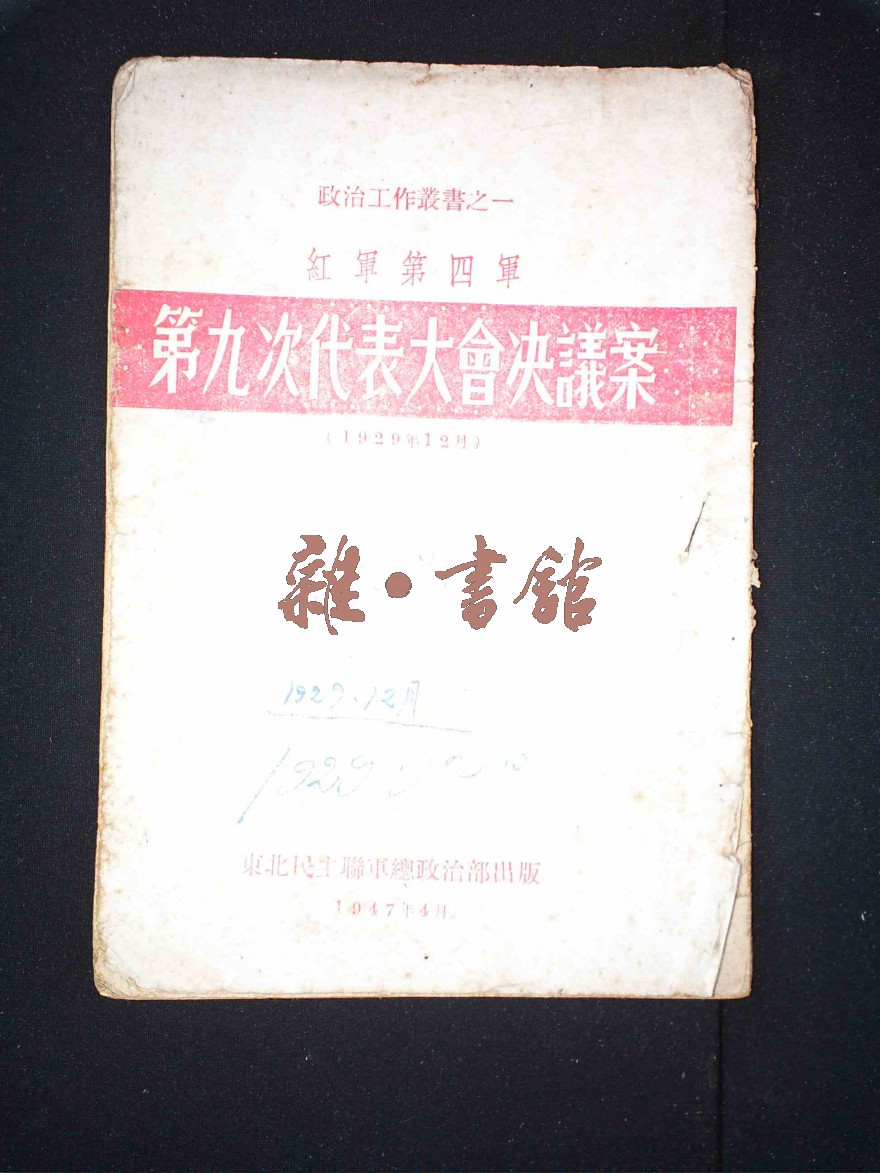 政治工作叢書之一
紅軍第四軍
第九次代表大會决議案
(1929年12月)
雜·書館
1929.12月
1929.
東北民主聯軍總政治部出版
1947年4月